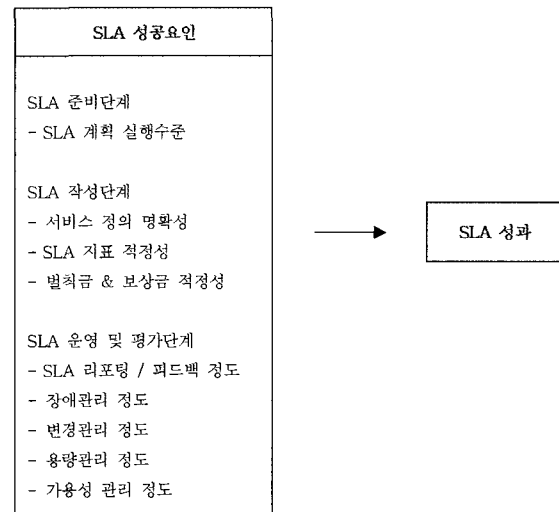 SLA 성공요인
SLA 준비단계
- SLA 계획 실행수준
SLA 작성단계
- 서비스 정의 명확성
- SLA 지표 적정성
- 벌칙금 & 보상금 적정성
SLA 운영 및 평가단계
- SLA 리포팅 / 피드백 정도
- 장애관리 정도
- 변경관리 정도
- 용량관리 정도
- 가용성 관리 정도
SLA 성과